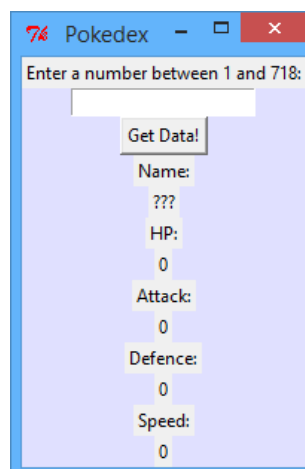 Pokedex
Enter a number between 1 and 718:
Get Data!
Name:
???
HP:
0
Attack:
0
Defence:
0
Speed:
0